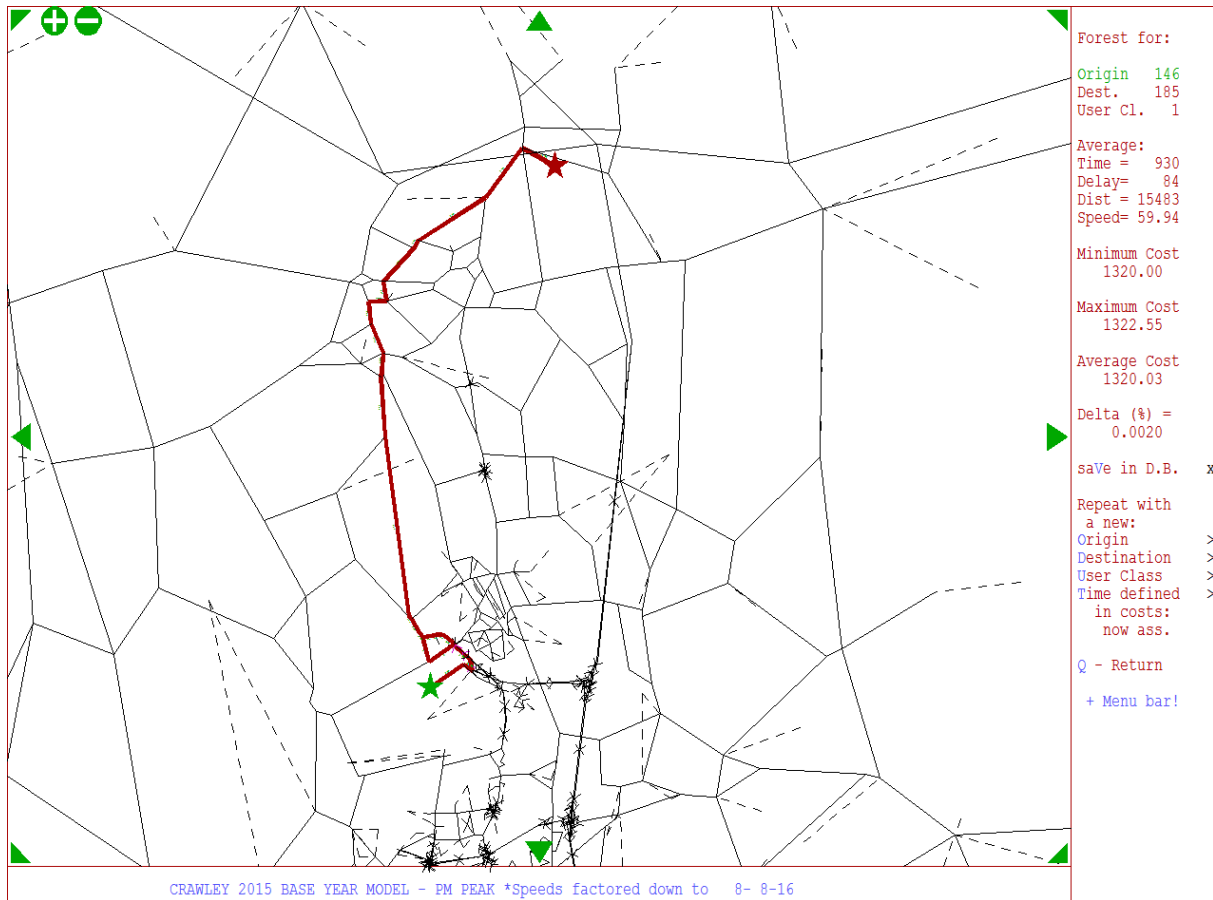 Forest for:
Origin 146
Dest. 185
User Cl. 1
Average:
Time = 930
Delay= 84
Dist = 15483
Speed= 59.94
Minimum Cost
1320.00
Maximum Cost
1322.55
Average Cost
1320.03
Delta (%) =
0.0020
saVe in D.B. x
Repeat with
a new:
Origin >
Destination >
User Class >
Time defined >
in costs:
now ass.
Q - Return
+ Menu bar!
CRAWLEY 2015 BASE YEAR MODEL - PM PEAK *Speeds factored down to 8- 8-16